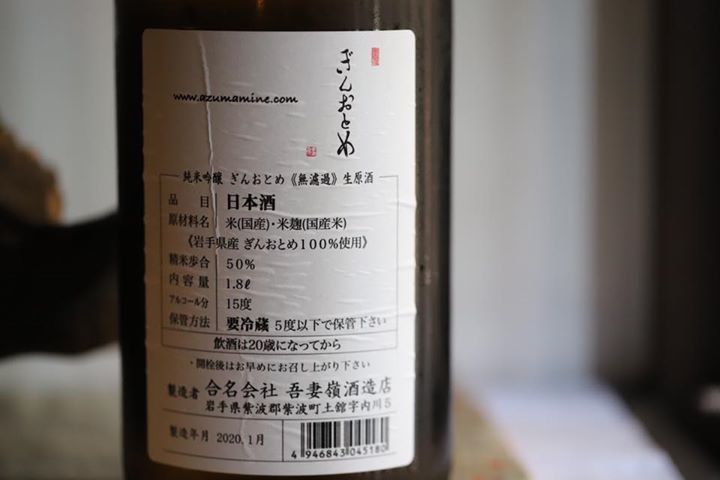 ぎんおとめ
www.azumamine.com
純米吟醸 ぎんおとめ《無濾過》生原酒
品目 日本酒
原材料名 米(国産)・米麹(国産米)
《岩手県産 ぎんおとめ100%使用》
精米歩合 50%
内容量 1.8ℓ
アルコール分 15度
保管方法 要冷蔵 5度以下で保管下さい
飲酒は20歳になってから
・開栓後はお早めにお召し上がり下さい
製造者 合名会社 吾妻嶺酒造店
岩手県紫波郡紫波町土舘字内川5
製造年月 2020.1月
4946843045180